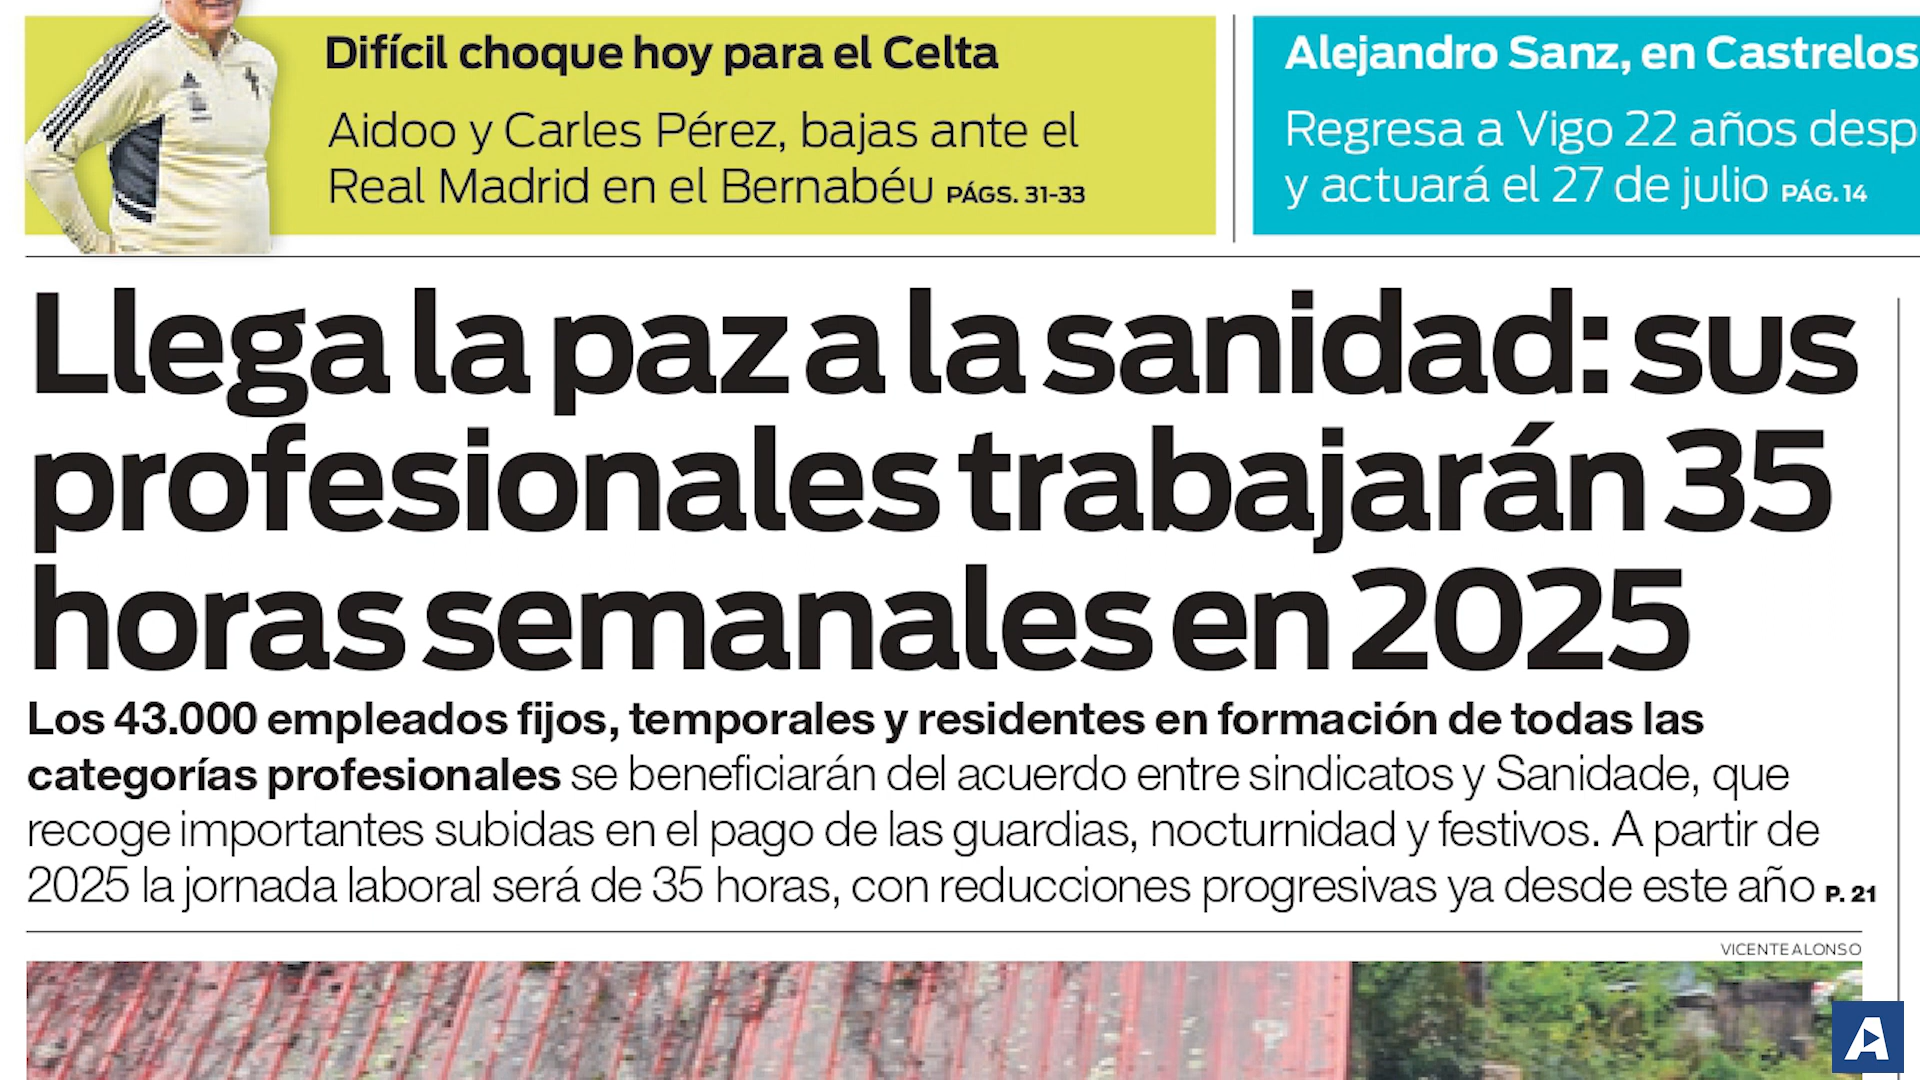 Difícil choque hoy para el Celta
Aidoo y Carles Pérez, bajas ante el
Real Madrid en el Bernabéu PÁGS. 31-33
Alejandro Sanz, en Castrelos
Regresa a Vigo 22 años desp
y actuará el 27 de julio PÁG. 14
Llega la paz a la sanidad: sus
profesionales trabajarán 35
horas semanales en 2025
Los 43.000 empleados fijos, temporales y residentes en formación de todas las
categorías profesionales se beneficiarán del acuerdo entre sindicatos y Sanidade, que
recoge importantes subidas en el pago de las guardias, nocturnidad y festivos. A partir de
2025 la jornada laboral será de 35 horas, con reducciones progresivas ya desde este año P. 21
VICENTE ALONSO
A